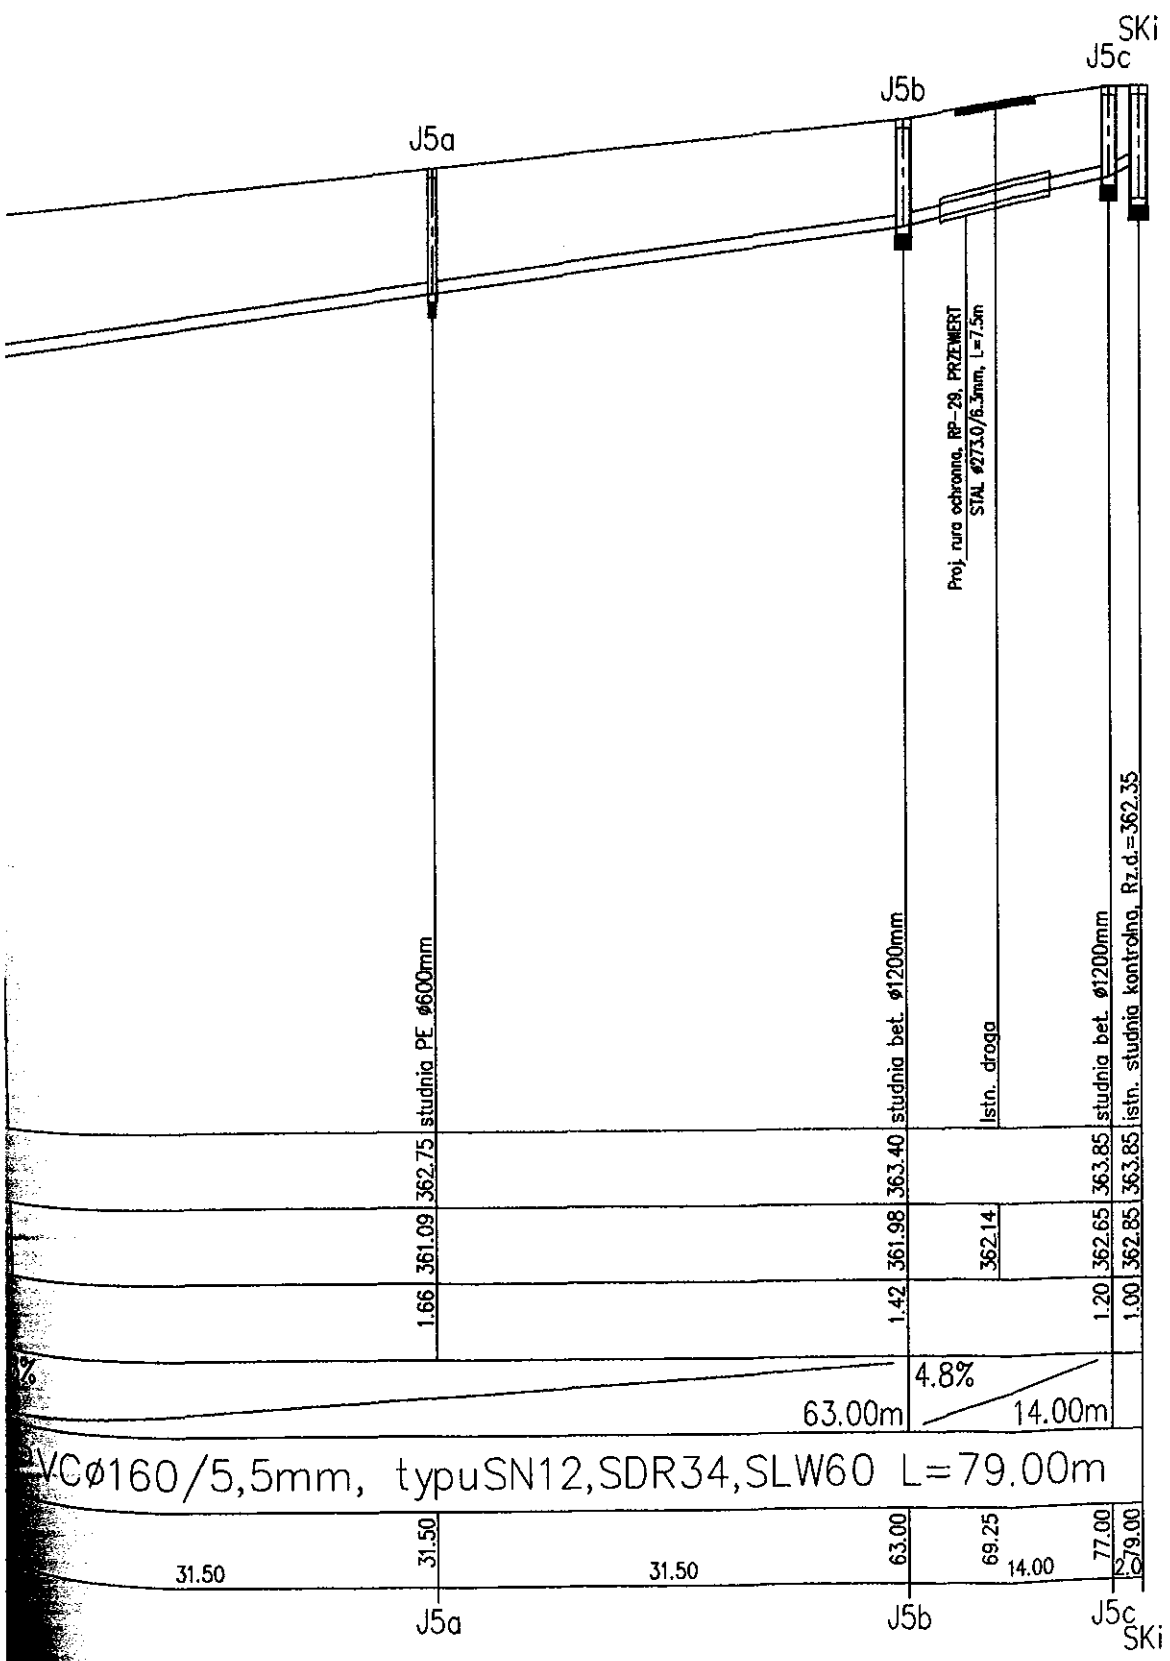 SKi
J5c
J5b
J5a
Proj. rura ochronna, RP-29, PRZEWIERT
STAL ø273.0/6.3mm, L=7.5m
studnia PE ø600mm
studnia bet. ø1200mm
Istn. droga
studnia bet. ø1200mm
istn. studnia kontrolna, Rz.d.=362.35
362.75
363.40
363.85
363.85
361.09
361.98
362.14
362.65
362.85
1.66
1.42
1.20
1.00
%
63.00m
4.8%
14.00m
VCø160/5,5mm, typuSN12,SDR34,SLW60 L=79.00m
31.50
63.00
69.25
77.00
79.00
31.50
31.50
14.00
2.0
J5a
J5b
J5c
SKi